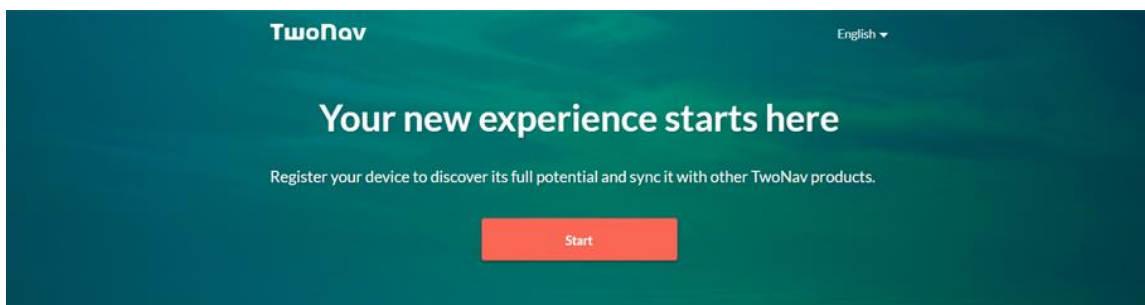 TwoNav
English
Your new experience starts here
Register your device to discover its full potential and sync it with other TwoNav products.
Start